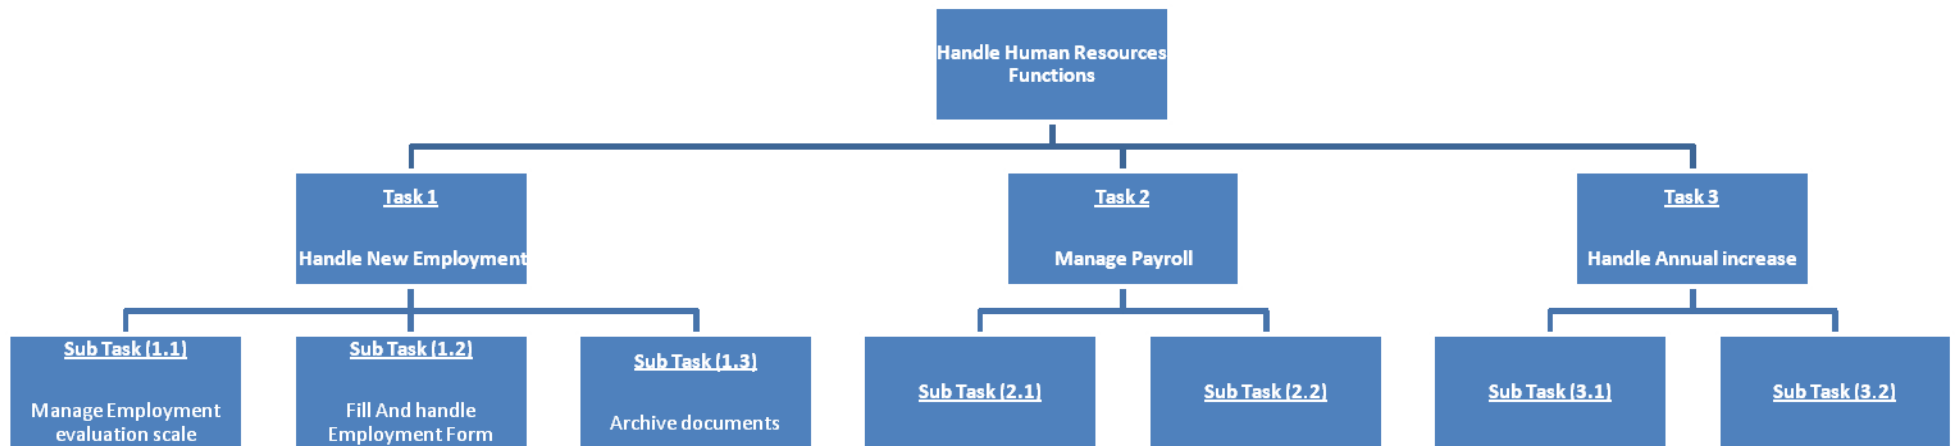 Handle Human Resources
Functions
Task 1
Handle New Employment
Task 2
Manage Payroll
Task 3
Handle Annual increase
Sub Task (1.1)
Manage Employment
evaluation scale
Sub Task (1.2)
Fill And handle
Employment Form
Sub Task (1.3)
Archive documents
Sub Task (2.1)
Sub Task (2.2)
Sub Task (3.1)
Sub Task (3.2)